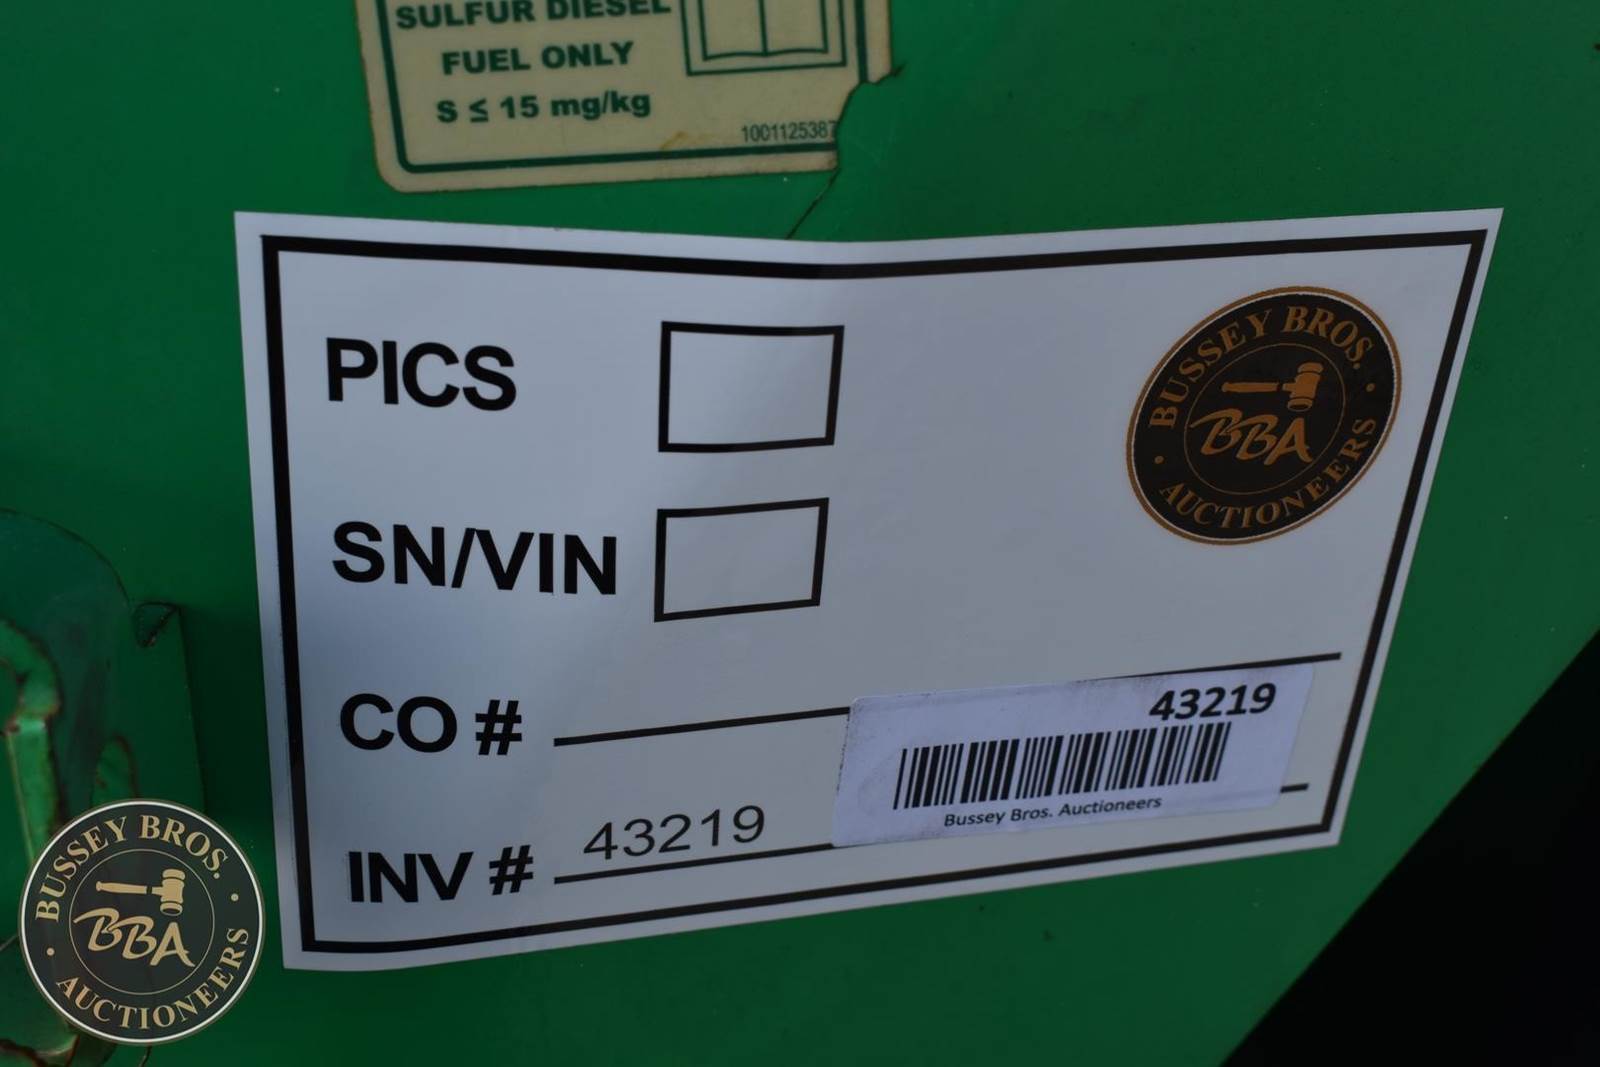 SULFUR DIESEL
FUEL ONLY
S ≤ 15 mg/kg
1001125387
PICS
BUSSEY BROS.
BBA
AUCTIONEERS
SN/VIN
CO #
43219
Bussey Bros. Auctioneers
INV # 43219
BUSSEY BROS.
BBA
AUCTIONEERS